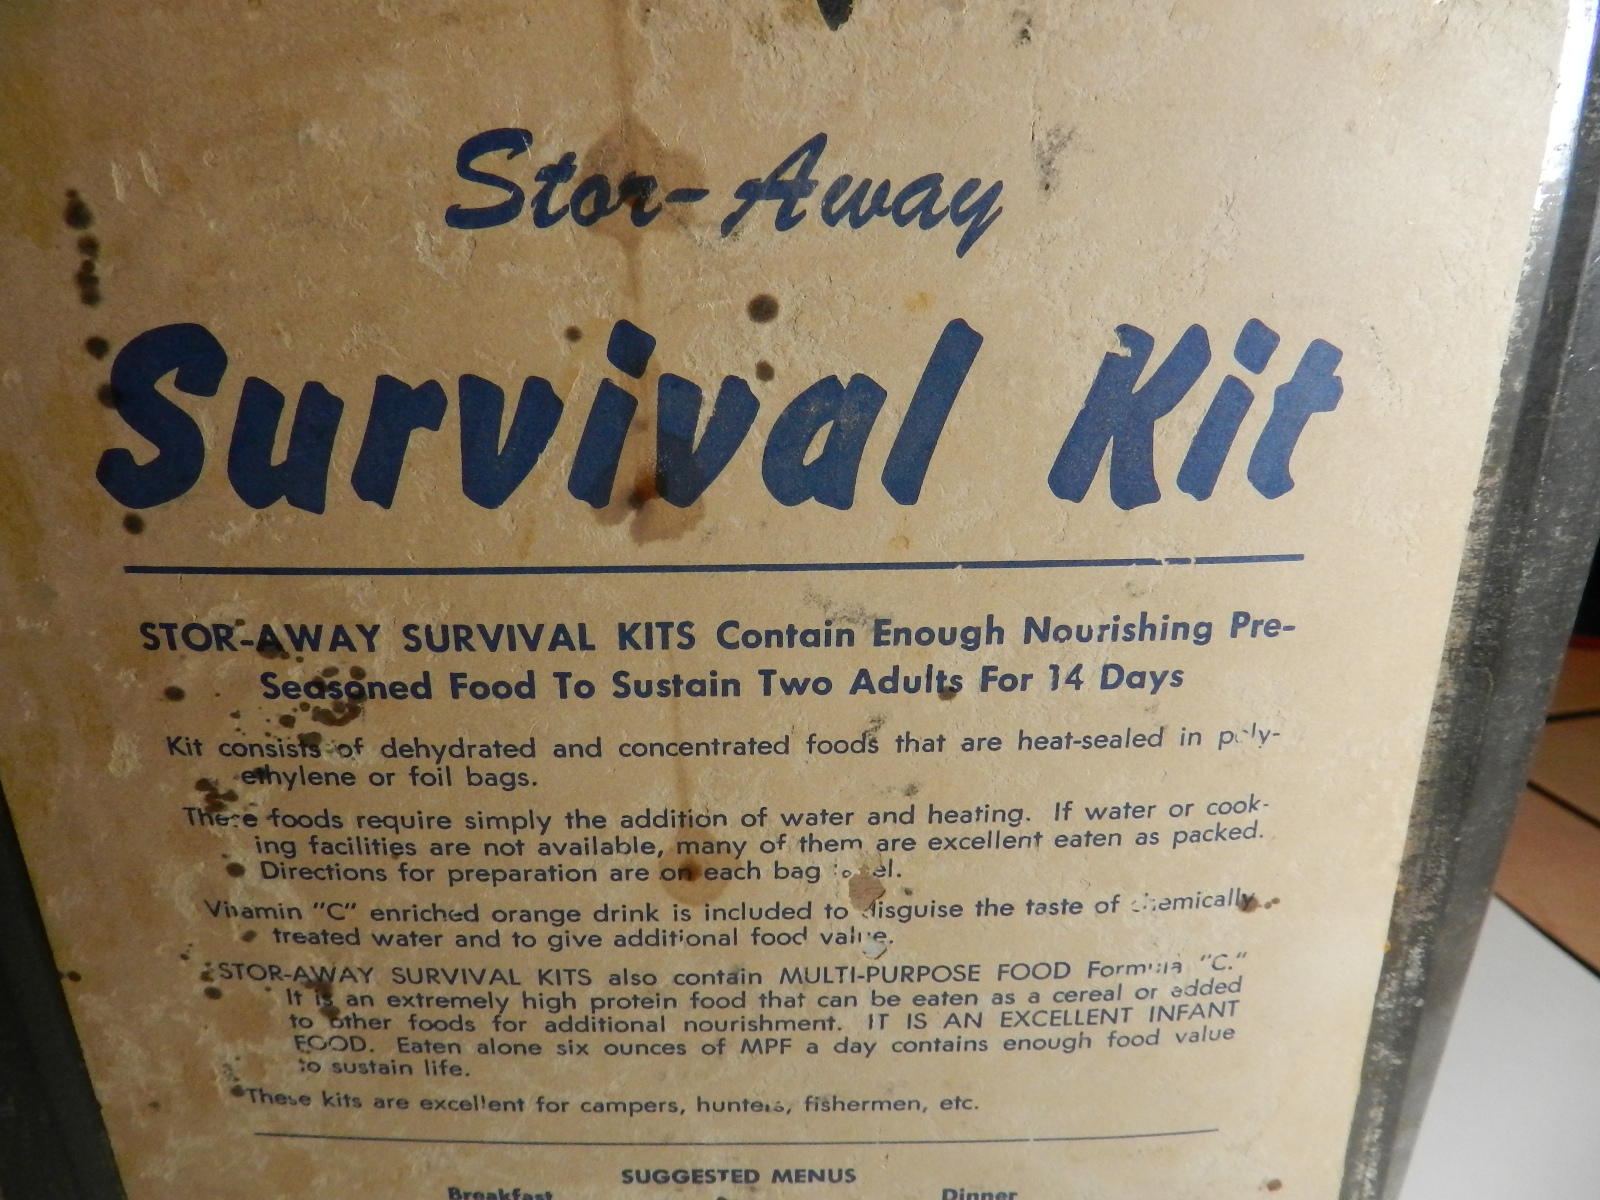 Stor-Away
Survival Kit
STOR-AWAY SURVIVAL KITS Contain Enough Nourishing Pre-
Seasoned Food To Sustain Two Adults For 14 Days
Kit consists of dehydrated and concentrated foods that are heat-sealed in poly-
ethylene or foil bags.
These foods require simply the addition of water and heating. If water or cook-
ing facilities are not available, many of them are excellent eaten as packed.
Directions for preparation are on each bag label.
Vitamin "C" enriched orange drink is included to disguise the taste of chemically
treated water and to give additional food value.
STOR-AWAY SURVIVAL KITS also contain MULTI-PURPOSE FOOD Formula "C."
It is an extremely high protein food that can be eaten as a cereal or added
to other foods for additional nourishment. IT IS AN EXCELLENT INFANT
FOOD. Eaten alone six ounces of MPF a day contains enough food value
to sustain life.
These kits are excellent for campers, hunters, fishermen, etc.
SUGGESTED MENUS
Breakfast Dinner